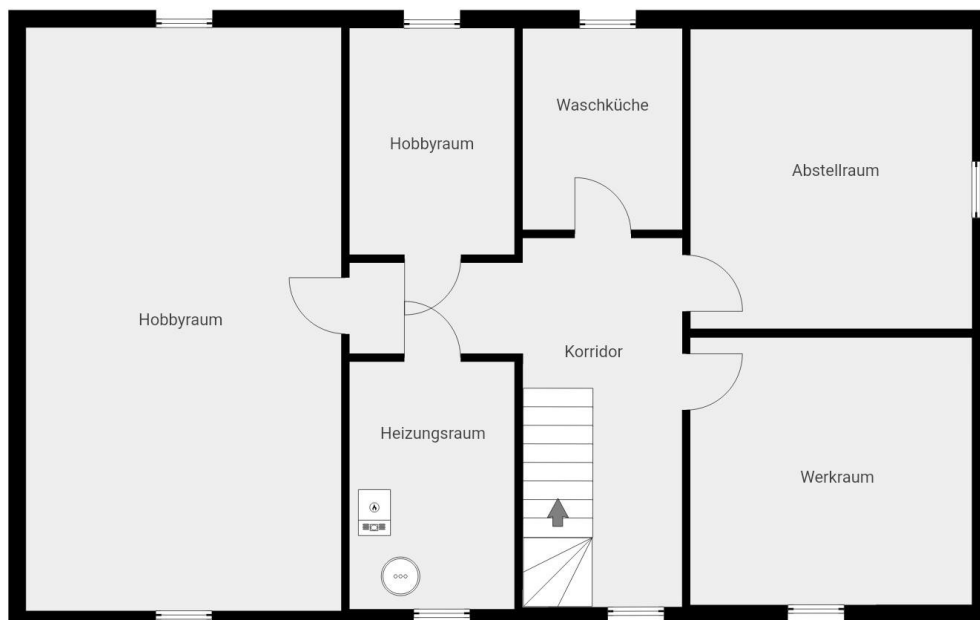 Waschküche
Hobbyraum
Abstellraum
Hobbyraum
Korridor
Heizungsraum
Werkraum